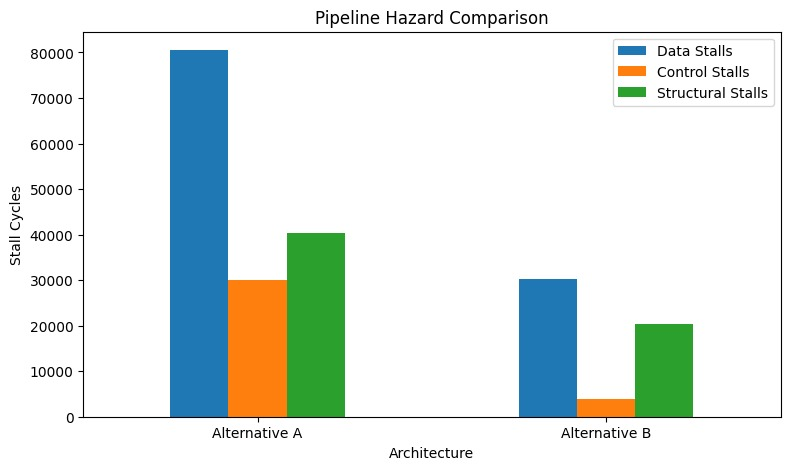 Pipeline Hazard Comparison
Data Stalls
Control Stalls
Structural Stalls
Stall Cycles
80000
70000
60000
50000
40000
30000
20000
10000
0
Alternative A
Alternative B
Architecture